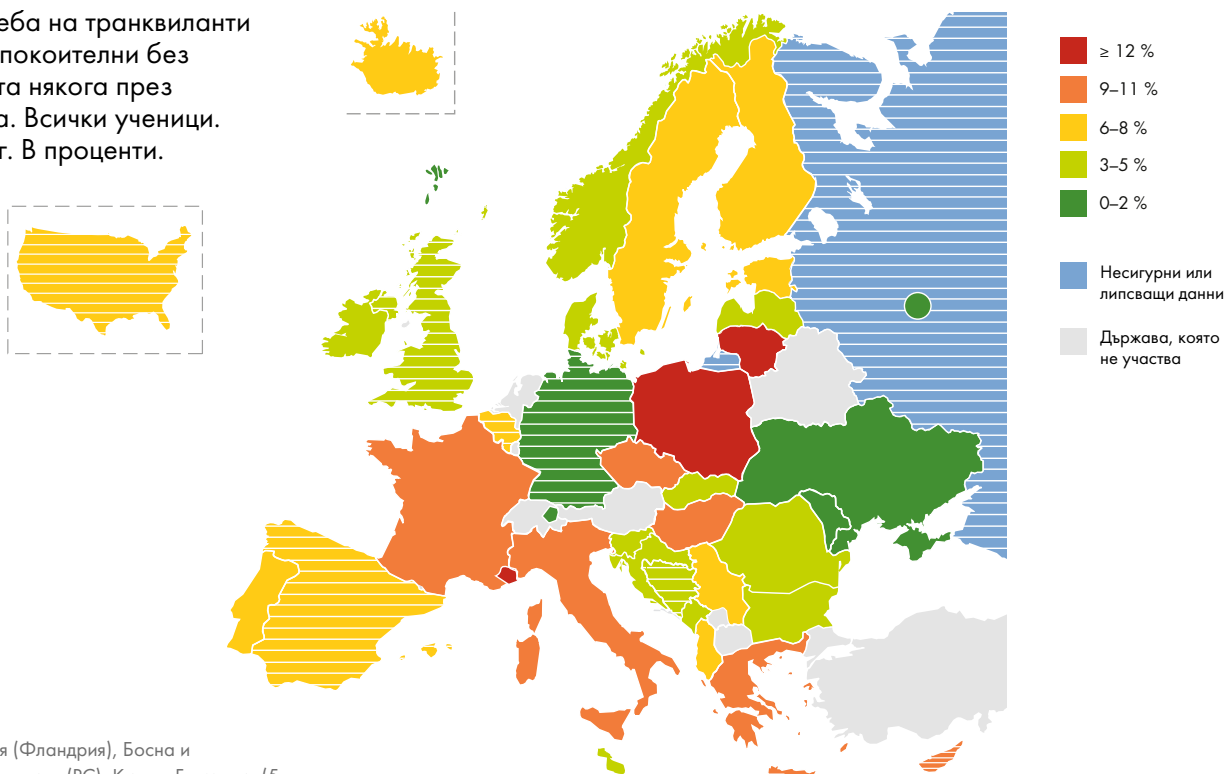 еба на транквиланти
покоителни без
та някога през
а. Всички ученици.
г. В проценти.
≥ 12 %
9–11 %
6–8 %
3–5 %
0–2 %
Несигурни или
липсващи данни
Държава, която
не участва
я (Фландрия), Босна и